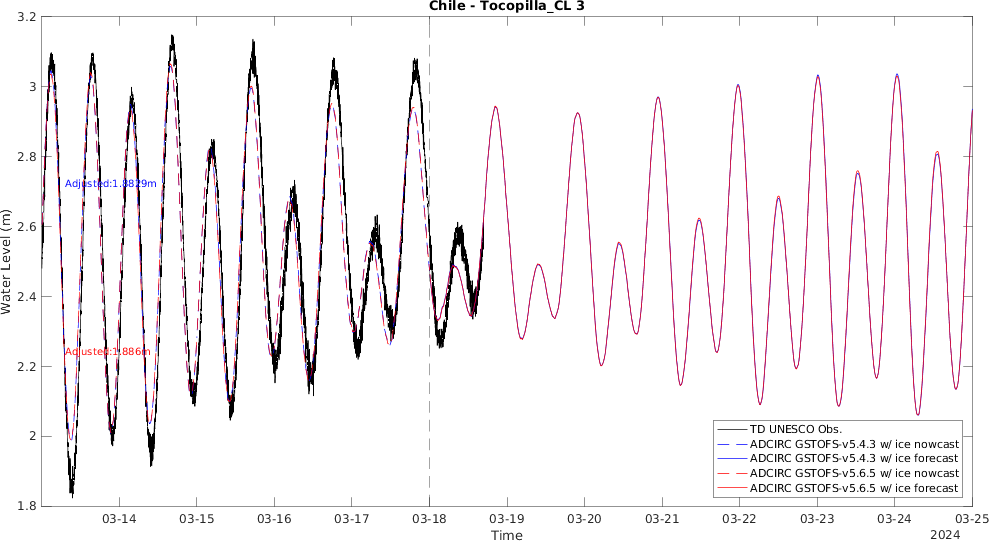 Chile - Tocopilla_CL 3
3.2
3
2.8
2.6
2.4
2.2
2
1.8
Water Level (m)
Adjusted:1.8829m
Adjusted:1.886m
TD UNESCO Obs.
ADCIRC GSTOFS-v5.4.3 w/ ice nowcast
ADCIRC GSTOFS-v5.4.3 w/ ice forecast
ADCIRC GSTOFS-v5.6.5 w/ ice nowcast
ADCIRC GSTOFS-v5.6.5 w/ ice forecast
03-14 03-15 03-16 03-17 03-18 03-19 03-20 03-21 03-22 03-23 03-24 03-25
Time
2024